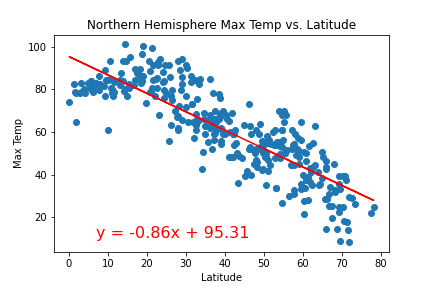 Northern Hemisphere Max Temp vs. Latitude
100
80
60
40
20
Max Temp
y = -0.86x + 95.31
0 10 20 30 40 50 60 70 80
Latitude